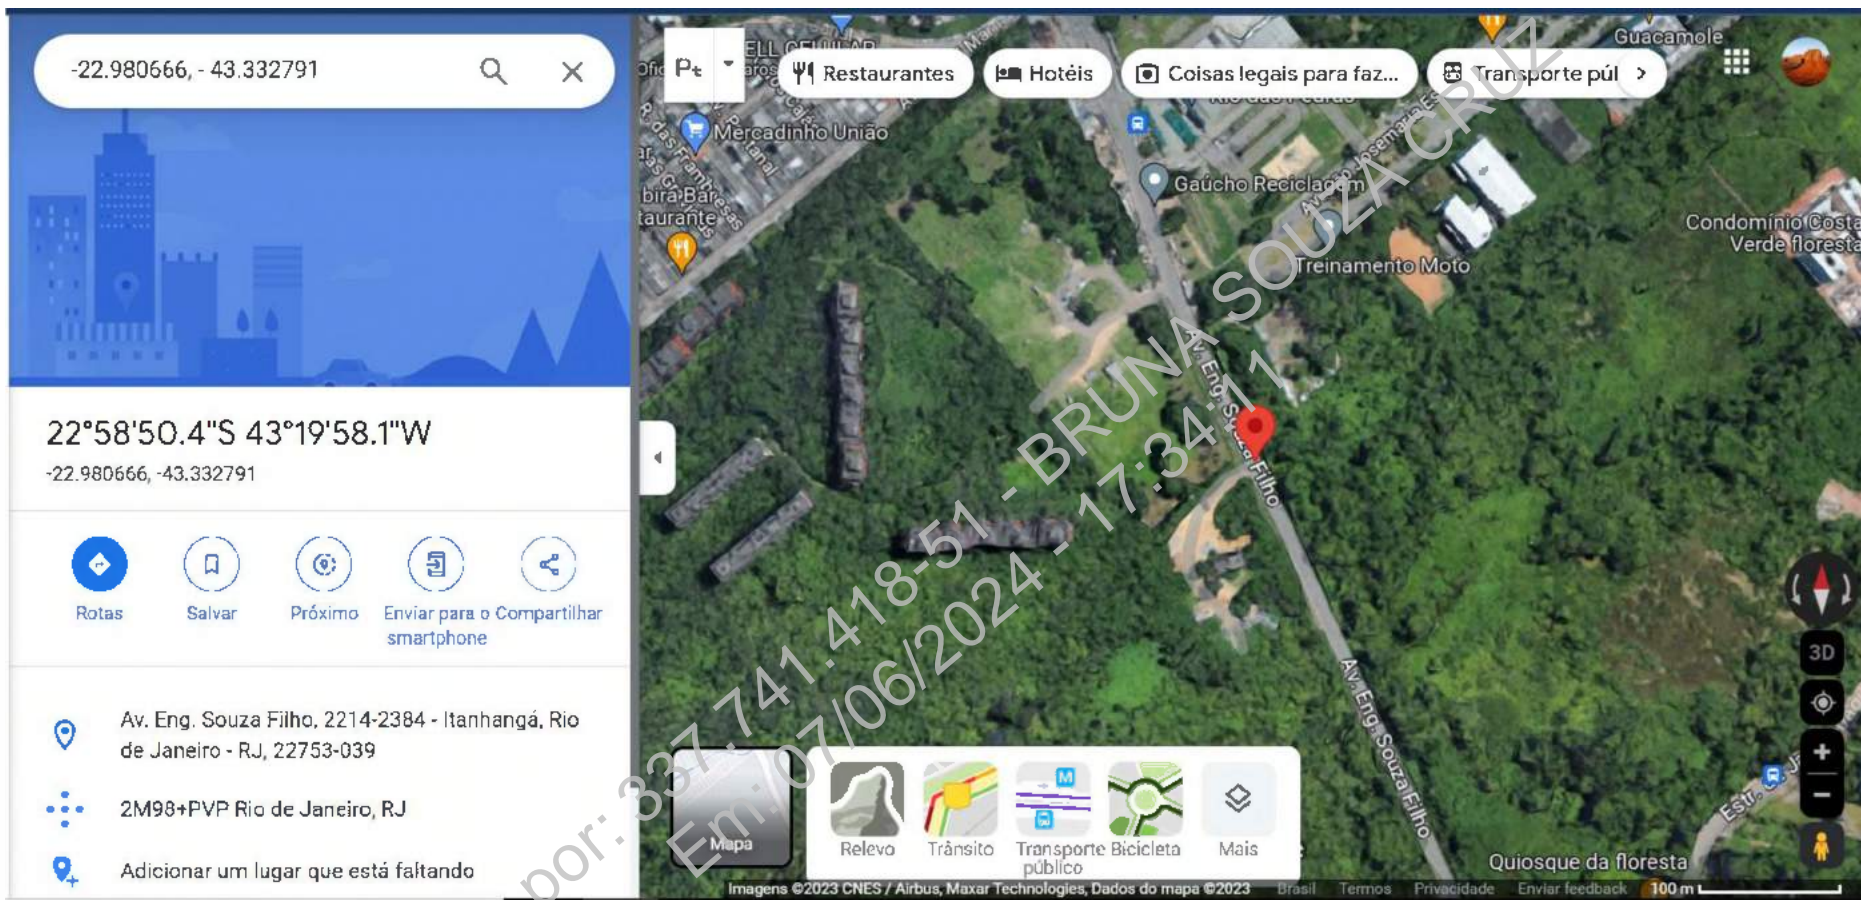 -22.980666, - 43.332791
22°58'50.4"S 43°19'58.1"W
-22.980666, -43.332791
Rotas
Salvar
Próximo
Enviar para o smartphone
Compartilhar
Av. Eng. Souza Filho, 2214-2384 - Itanhangá, Rio
de Janeiro - RJ, 22753-039
2M98+PVP Rio de Janeiro, RJ
Adicionar um lugar que está faltando
Pt
Restaurantes
Hotéis
Coisas legais para faz...
Transporte púl
Guacamole
Mercadinho União
Gaúcho Reciclagem
Treinamento Moto
Condomínio Costa
Verde floresta
taurante
Av. Eng. Souza Filho
Av. Eng. Souza Filho
Quiosque da floresta
3D
Mapa
Relevo
Trânsito
Transporte
público
Bicicleta
Mais
Imagens ©2023 CNES / Airbus, Maxar Technologies, Dados do mapa ©2023
Brasil
Termos
Privacidade
Enviar feedback
100 m
por: 337.741.418-51 - BRUNA SOUZA CRUZ
Em: 07/06/2024 - 17:34:11